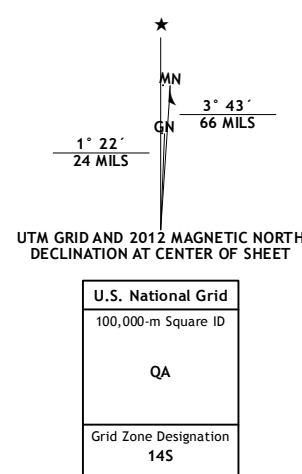 MN
3° 43´
66 MILS
GN
1° 22´
24 MILS
UTM GRID AND 2012 MAGNETIC NORTH
DECLINATION AT CENTER OF SHEET
U.S. National Grid
100,000-m Square ID
QA
Grid Zone Designation
14S